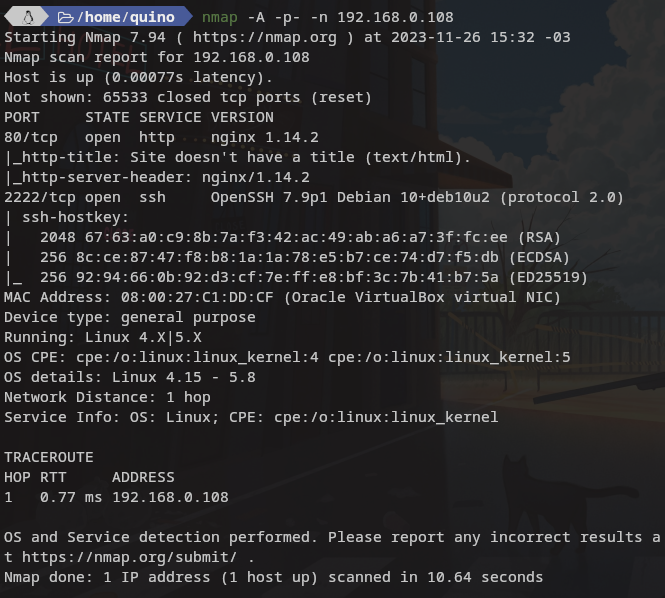 /home/quino nmap -A -p- -n 192.168.0.108
Starting Nmap 7.94 ( https://nmap.org ) at 2023-11-26 15:32 -03
Nmap scan report for 192.168.0.108
Host is up (0.00077s latency).
Not shown: 65533 closed tcp ports (reset)
PORT     STATE SERVICE VERSION
80/tcp   open  http    nginx 1.14.2
|_http-title: Site doesn't have a title (text/html).
|_http-server-header: nginx/1.14.2
2222/tcp open  ssh     OpenSSH 7.9p1 Debian 10+deb10u2 (protocol 2.0)
| ssh-hostkey:
|   2048 67:63:a0:c9:8b:7a:f3:42:ac:49:ab:a6:a7:3f:fc:ee (RSA)
|   256 8c:ce:87:47:f8:b8:1a:1a:78:e5:b7:ce:74:d7:f5:db (ECDSA)
|_  256 92:94:66:0b:92:d3:cf:7e:ff:e8:bf:3c:7b:41:b7:5a (ED25519)
MAC Address: 08:00:27:C1:DD:CF (Oracle VirtualBox virtual NIC)
Device type: general purpose
Running: Linux 4.X|5.X
OS CPE: cpe:/o:linux:linux_kernel:4 cpe:/o:linux:linux_kernel:5
OS details: Linux 4.15 - 5.8
Network Distance: 1 hop
Service Info: OS: Linux; CPE: cpe:/o:linux:linux_kernel
TRACEROUTE
HOP RTT     ADDRESS
1   0.77 ms 192.168.0.108
OS and Service detection performed. Please report any incorrect results a
t https://nmap.org/submit/ .
Nmap done: 1 IP address (1 host up) scanned in 10.64 seconds